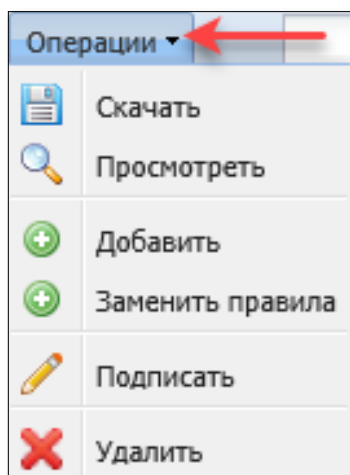 Операции
Скачать
Просмотреть
Добавить
Заменить правила
Подписать
Удалить